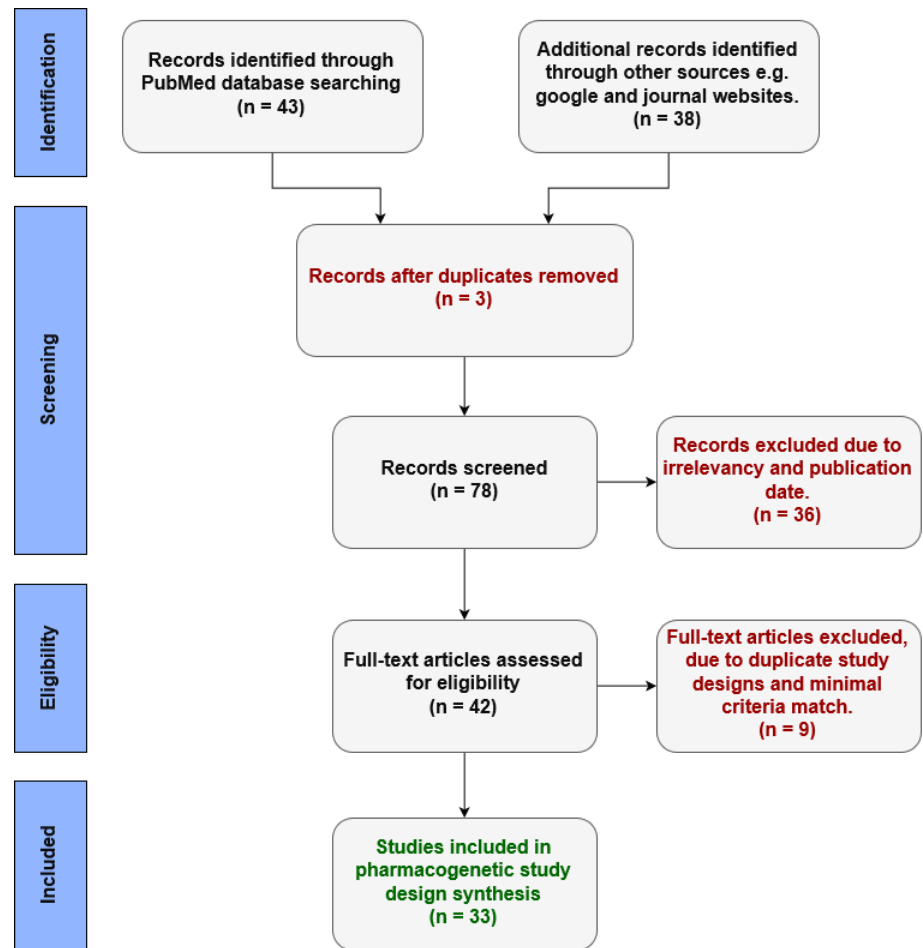 Identification
Records identified through
PubMed database searching
(n = 43)
Additional records identified
through other sources e.g.
google and journal websites.
(n = 38)
Screening
Records after duplicates removed
(n = 3)
Records screened
(n = 78)
Records excluded due to
irrelevancy and publication
date.
(n = 36)
Eligibility
Full-text articles assessed
for eligibility
(n = 42)
Full-text articles excluded,
due to duplicate study
designs and minimal
criteria match.
(n = 9)
Included
Studies included in
pharmacogenetic study
design synthesis
(n = 33)